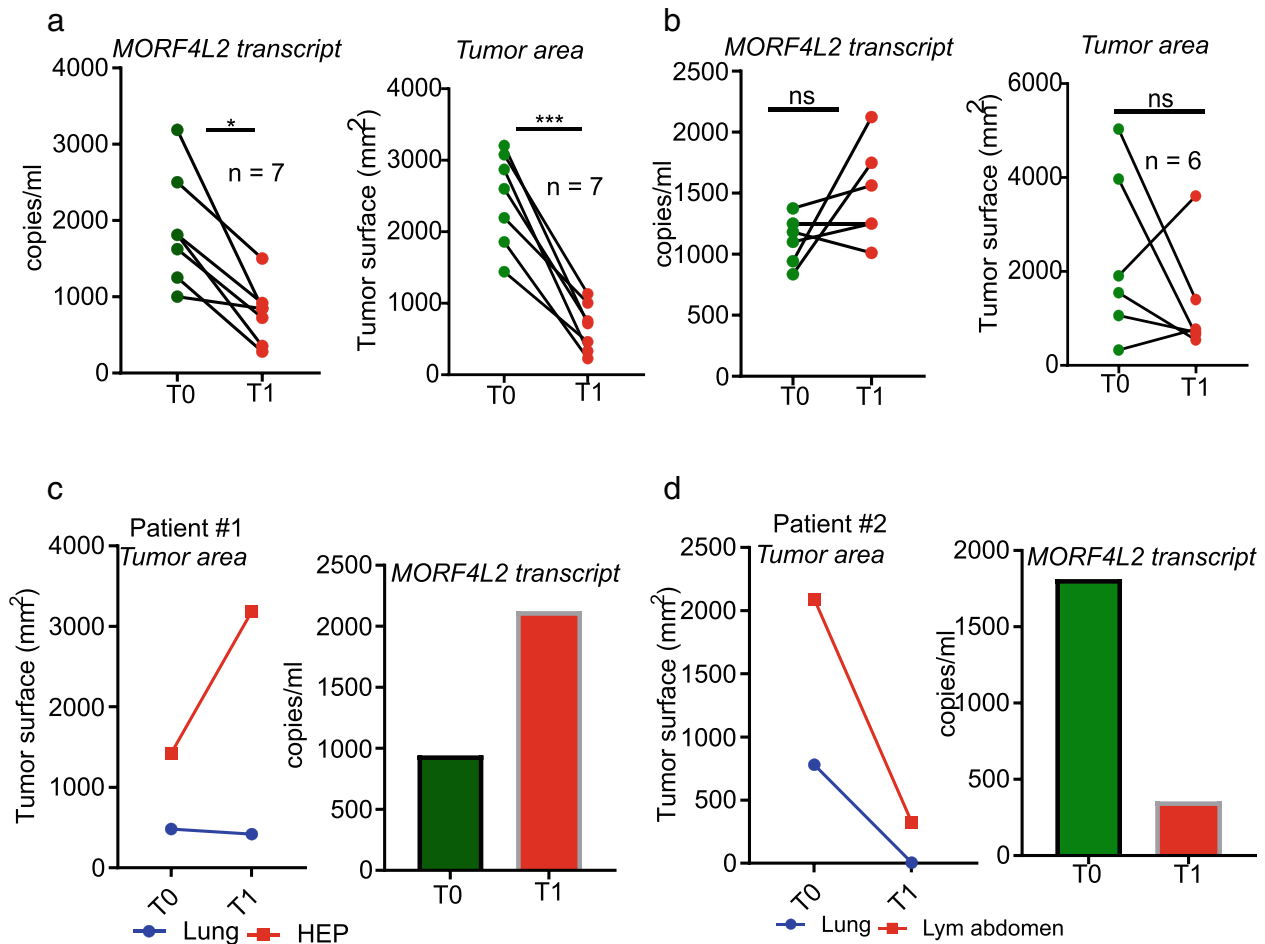 a
MORF4L2 transcript
4000
3000
2000
1000
0
copies/ml
*
n = 7
T0 T1
Tumor area
4000
3000
2000
1000
0
Tumor surface (mm2)
***
n = 7
T0 T1
b
MORF4L2 transcript
2500
2000
1500
1000
500
0
copies/ml
ns
T0 T1
Tumor area
6000
4000
2000
0
Tumor surface (mm2)
ns
n = 6
T0 T1
c
Patient #1
Tumor area
4000
3000
2000
1000
0
Tumor surface (mm2)
T0 T1
Lung HEP
MORF4L2 transcript
2500
2000
1500
1000
500
0
copies/ml
T0 T1
d
Patient #2
Tumor area
2500
2000
1500
1000
500
0
Tumor surface (mm2)
T0 T1
Lung Lym abdomen
MORF4L2 transcript
2000
1500
1000
500
0
copies/ml
T0 T1